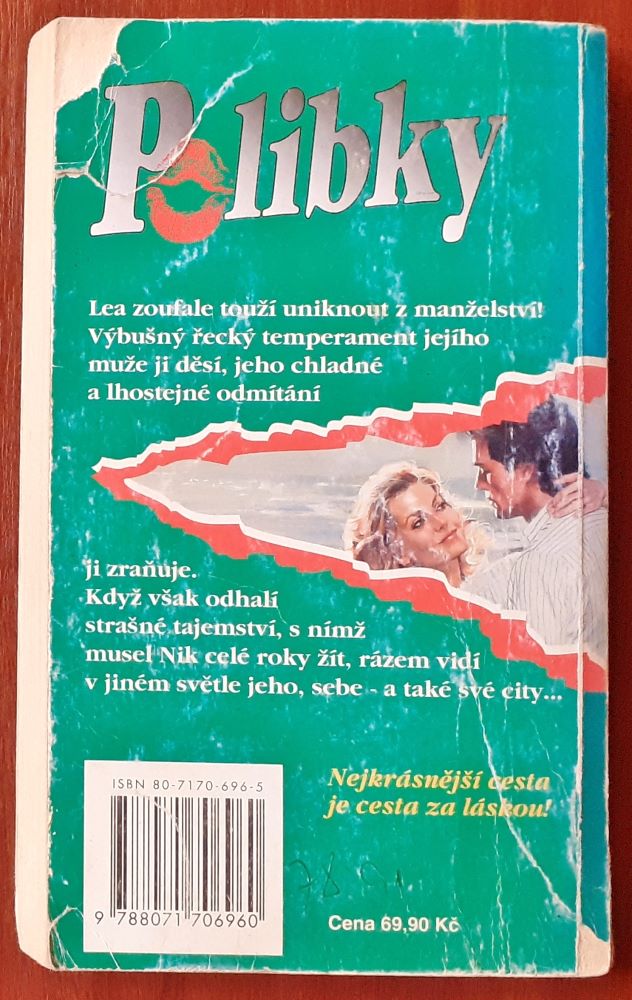 Polibky
Lea zoufale touží uniknout z manželství!
Výbušný řecký temperament jejího
muže ji děsí, jeho chladné
a lhostejné odmítání
ji zraňuje.
Když však odhalí
strašné tajemství, s nímž
musel Nik celé roky žít, rázem vidí
v jiném světle jeho, sebe - a také své city...
Nejkrásnější cesta
je cesta za láskou!
ISBN 80-7170-696-5
9 788071 706960
Cena 69,90 Kč